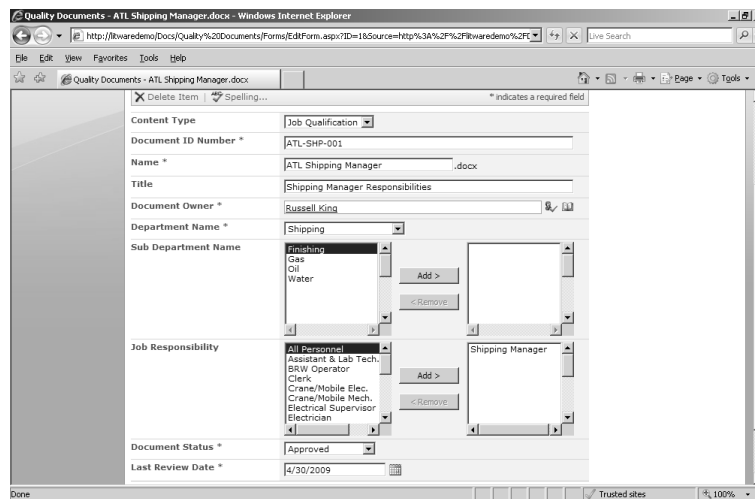 Quality Documents - ATL Shipping Manager.docx - Windows Internet Explorer
http://litwaredemo/Docs/Quality%20Documents/Forms/EditForm.aspx?ID=1&Source=http%3A%2F%2Flitwaredemo%2FD
Live Search
File Edit View Favorites Tools Help
Quality Documents - ATL Shipping Manager.docx
Page Tools
Delete Item | Spelling... * indicates a required field
Content Type Job Qualification
Document ID Number * ATL-SHP-001
Name * ATL Shipping Manager .docx
Title Shipping Manager Responsibilities
Document Owner * Russell King
Department Name * Shipping
Sub Department Name Finishing
Gas
Oil
Water
Add >
< Remove
Job Responsibility All Personnel Shipping Manager
Assistant & Lab Tech.
BRW Operator
Clerk
Crane/Mobile Elec.
Crane/Mobile Mech.
Electrical Supervisor
Electrician
Add >
< Remove
Document Status * Approved
Last Review Date * 4/30/2009
Done Trusted sites 100%